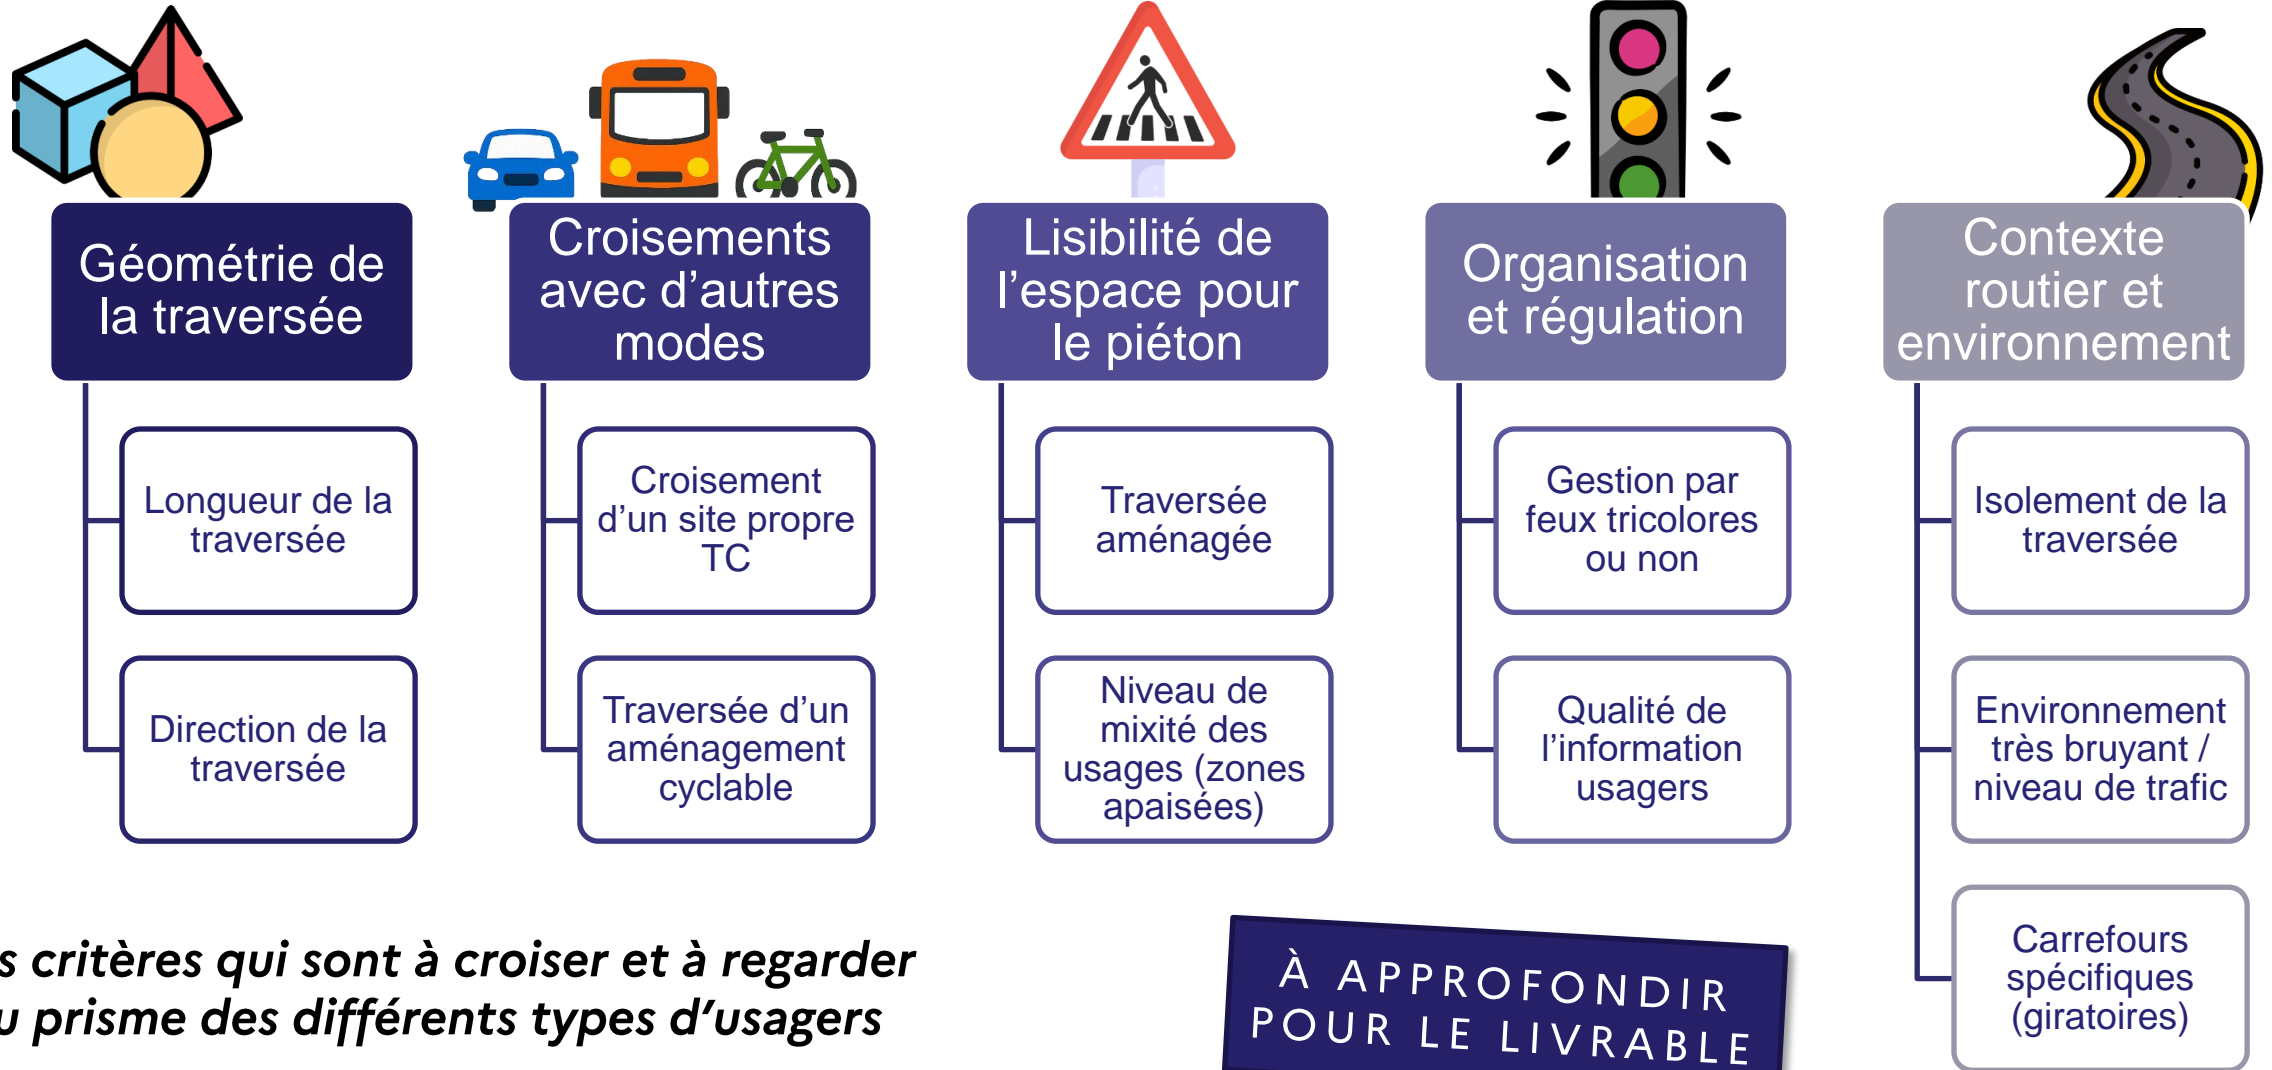 Géométrie de
la traversée
Longueur de la
traversée
Direction de la
traversée
Croisements
avec d’autres
modes
Croisement
d’un site propre
TC
Traversée d’un
aménagement
cyclable
Lisibilité de
l’espace pour
le piéton
Traversée
aménagée
Niveau de
mixité des
usages (zones
apaisées)
Organisation
et régulation
Gestion par
feux tricolores
ou non
Qualité de
l’information
usagers
Contexte
routier et
environnement
Isolement de la
traversée
Environnement
très bruyant /
niveau de trafic
Carrefours
spécifiques
(giratoires)
critères qui sont à croiser et à regarder
prisme des différents types d’usagers
À APPROFONDIR
POUR LE LIVRABLE